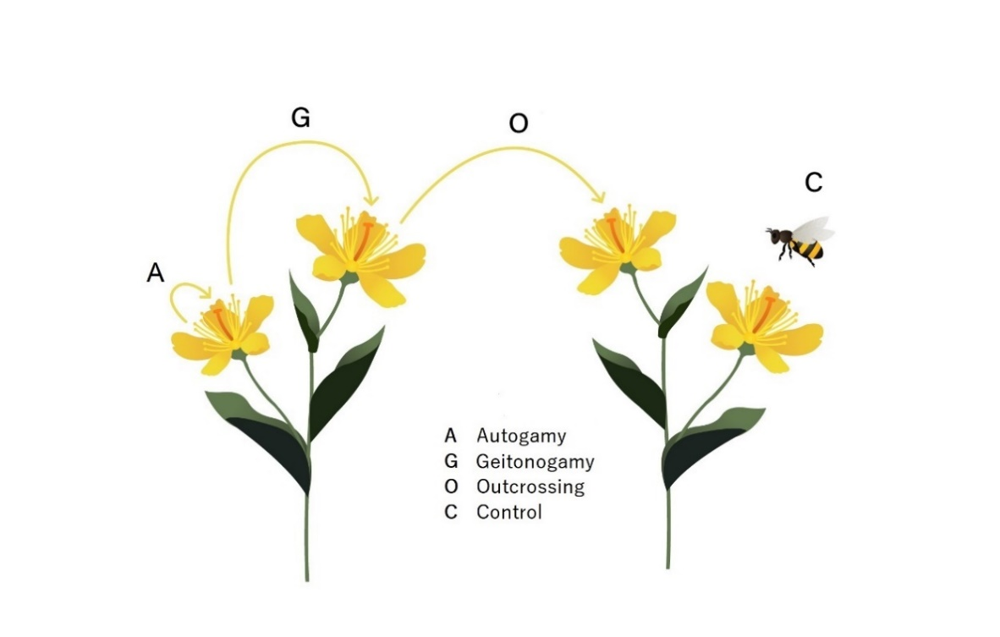 G
O
C
A
A Autogamy
G Geitonogamy
O Outcrossing
C Control